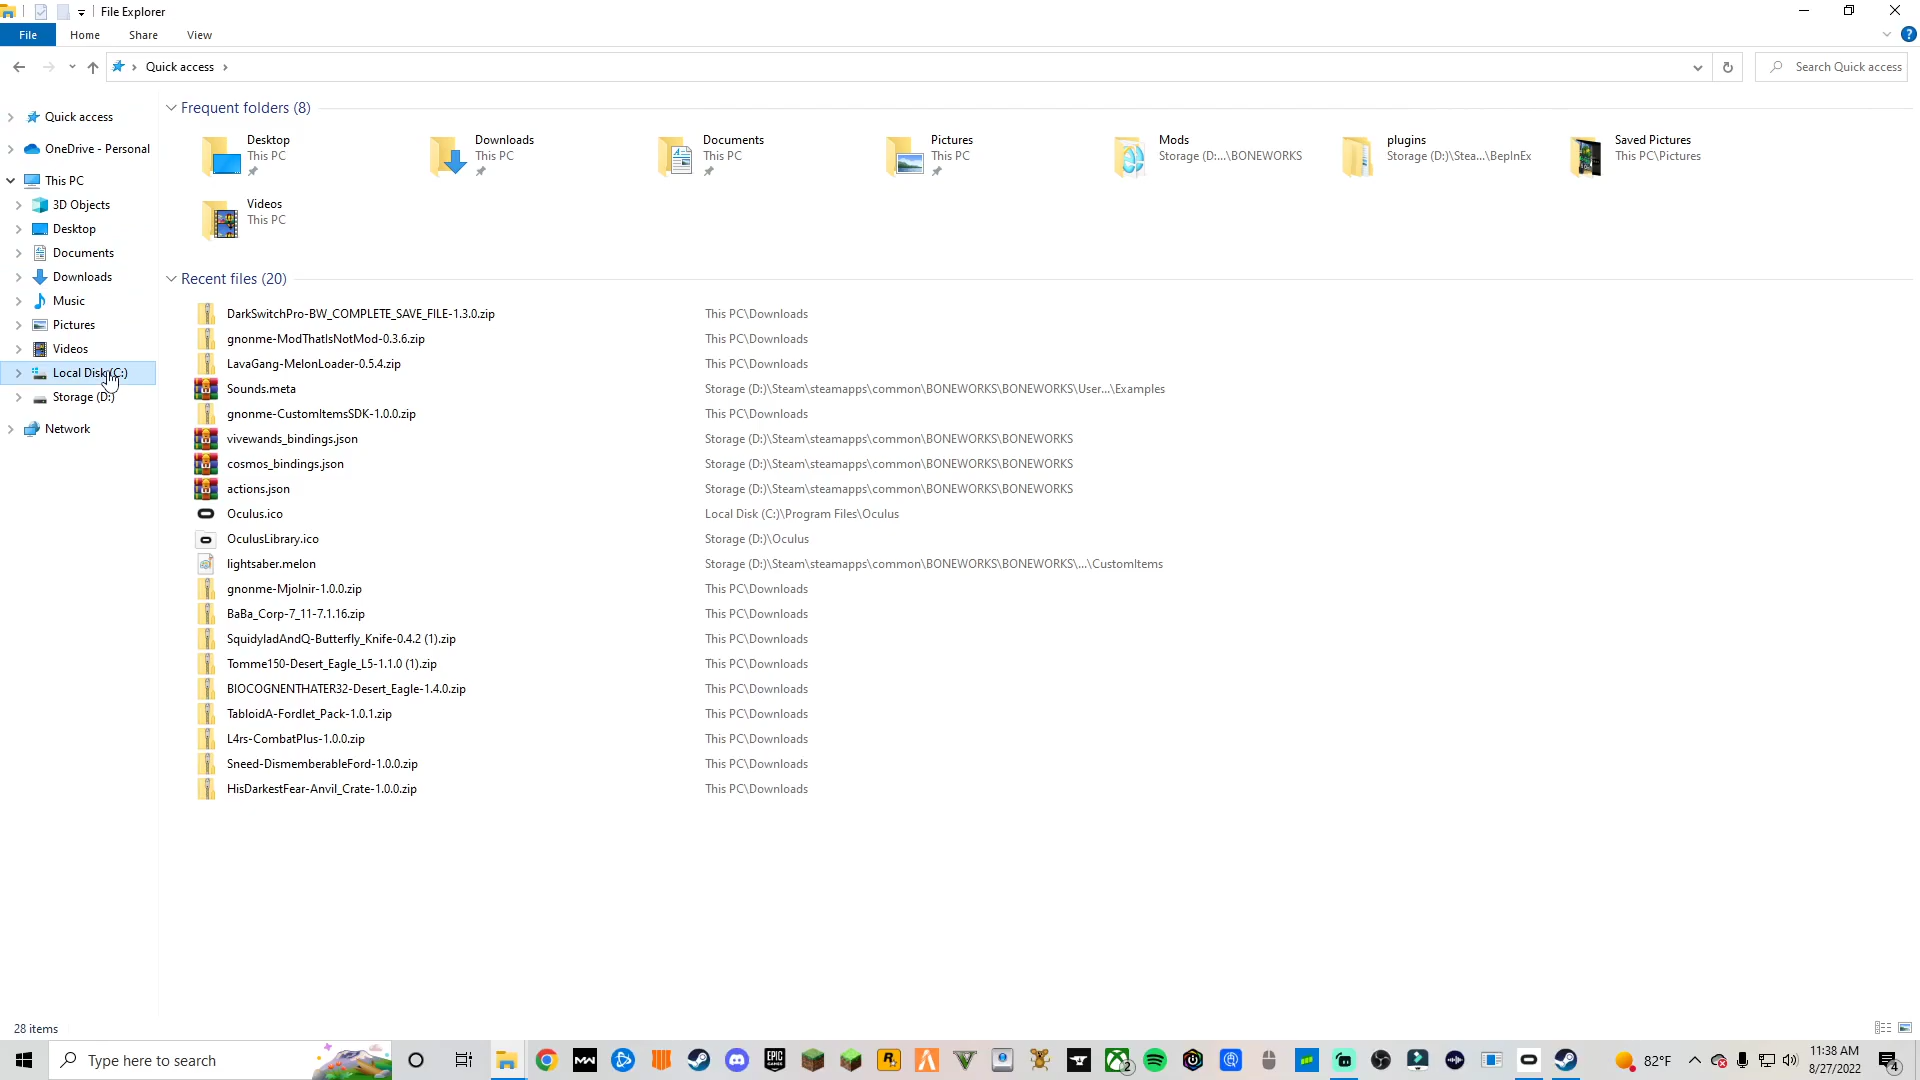 File Explorer
File Home Share View
Quick access
Search Quick access
Quick access
OneDrive - Personal
This PC
3D Objects
Desktop
Documents
Downloads
Music
Pictures
Videos
Local Disk (C:)
Storage (D:)
Network
Frequent folders (8)
Desktop
This PC
Downloads
This PC
Documents
This PC
Pictures
This PC
Mods
Storage (D:...\BONEWORKS
plugins
Storage (D:)\Stea...\BepInEx
Saved Pictures
This PC\Pictures
Videos
This PC
Recent files (20)
DarkSwitchPro-BW_COMPLETE_SAVE_FILE-1.3.0.zip This PC\Downloads
gnonme-ModThatIsNotMod-0.3.6.zip This PC\Downloads
LavaGang-MelonLoader-0.5.4.zip This PC\Downloads
Sounds.meta Storage (D:)\Steam\steamapps\common\BONEWORKS\BONEWORKS\User...\Examples
gnonme-CustomItemsSDK-1.0.0.zip This PC\Downloads
vivewands_bindings.json Storage (D:)\Steam\steamapps\common\BONEWORKS\BONEWORKS
cosmos_bindings.json Storage (D:)\Steam\steamapps\common\BONEWORKS\BONEWORKS
actions.json Storage (D:)\Steam\steamapps\common\BONEWORKS\BONEWORKS
Oculus.ico Local Disk (C:)\Program Files\Oculus
OculusLibrary.ico Storage (D:)\Oculus
lightsaber.melon Storage (D:)\Steam\steamapps\common\BONEWORKS\BONEWORKS\...\CustomItems
gnonme-Mjolnir-1.0.0.zip This PC\Downloads
BaBa_Corp-7_11-7.1.16.zip This PC\Downloads
SquidyladAndQ-Butterfly_Knife-0.4.2 (1).zip This PC\Downloads
Tomme150-Desert_Eagle_L5-1.1.0 (1).zip This PC\Downloads
BIOCOGNENTHATER32-Desert_Eagle-1.4.0.zip This PC\Downloads
TabloidA-Fordlet_Pack-1.0.1.zip This PC\Downloads
L4rs-CombatPlus-1.0.0.zip This PC\Downloads
Sneed-DismemberableFord-1.0.0.zip This PC\Downloads
HisDarkestFear-Anvil_Crate-1.0.0.zip This PC\Downloads
28 items
Type here to search
MW
EPIC
GAMES
2
82°F
11:38 AM
8/27/2022
4